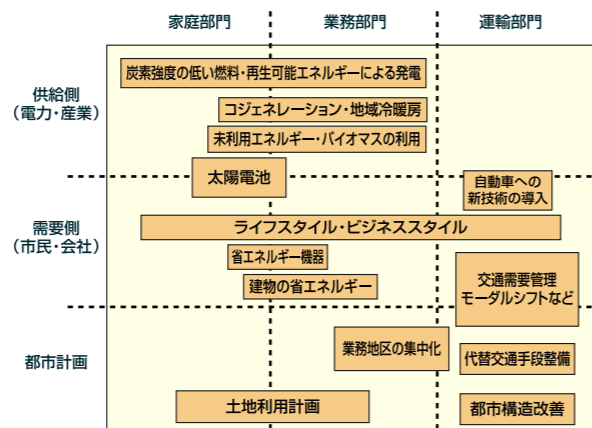 家庭部門
業務部門
運輸部門
供給側
（電力・産業）
炭素強度の低い燃料・再生可能エネルギーによる発電
コジェネレーション・地域冷暖房
未利用エネルギー・バイオマスの利用
太陽電池
自動車への
新技術の導入
需要側
（市民・会社）
ライフスタイル・ビジネススタイル
省エネルギー機器
建物の省エネルギー
交通需要管理
モーダルシフトなど
都市計画
業務地区の集中化
代替交通手段整備
土地利用計画
都市構造改善